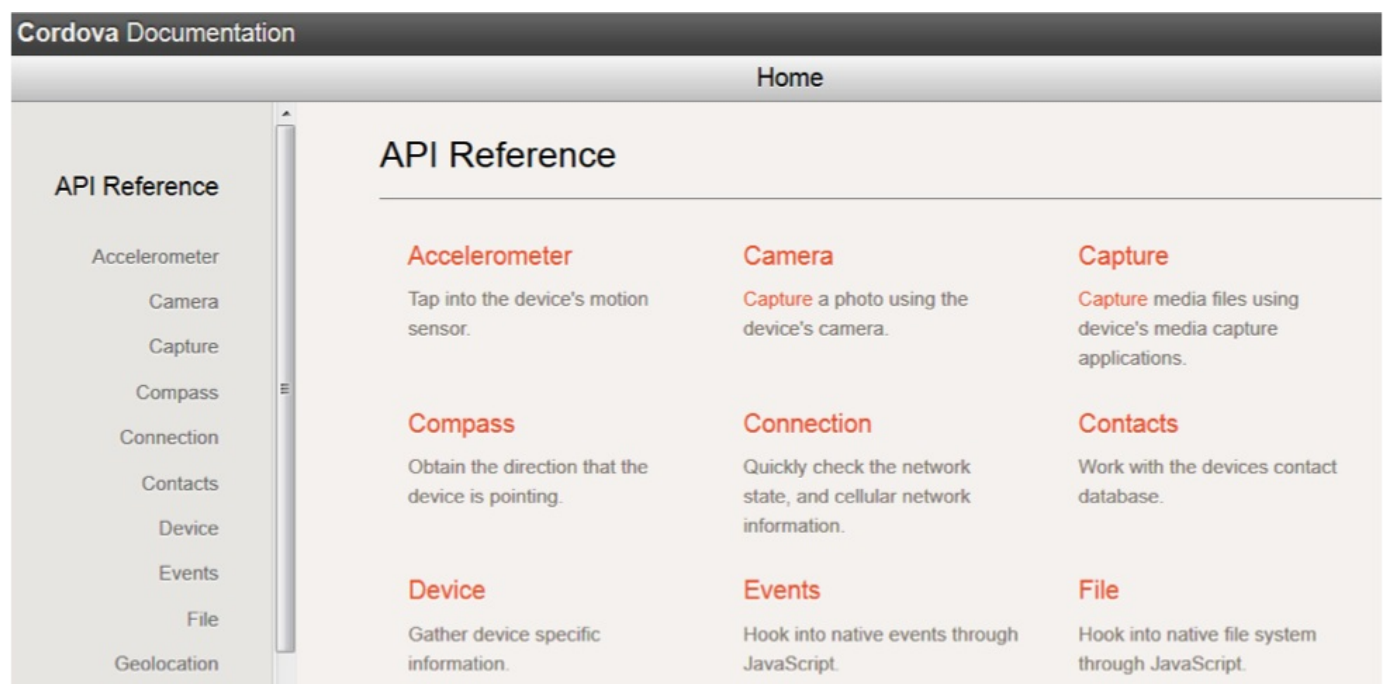 Cordova Documentation
Home
API Reference
Accelerometer
Camera
Capture
Compass
Connection
Contacts
Device
Events
File
Geolocation
API Reference
Accelerometer
Tap into the device's motion
sensor.
Camera
Capture a photo using the
device's camera.
Capture
Capture media files using
device's media capture
applications.
Compass
Obtain the direction that the
device is pointing.
Connection
Quickly check the network
state, and cellular network
information.
Contacts
Work with the devices contact
database.
Device
Gather device specific
information.
Events
Hook into native events through
JavaScript.
File
Hook into native file system
through JavaScript.